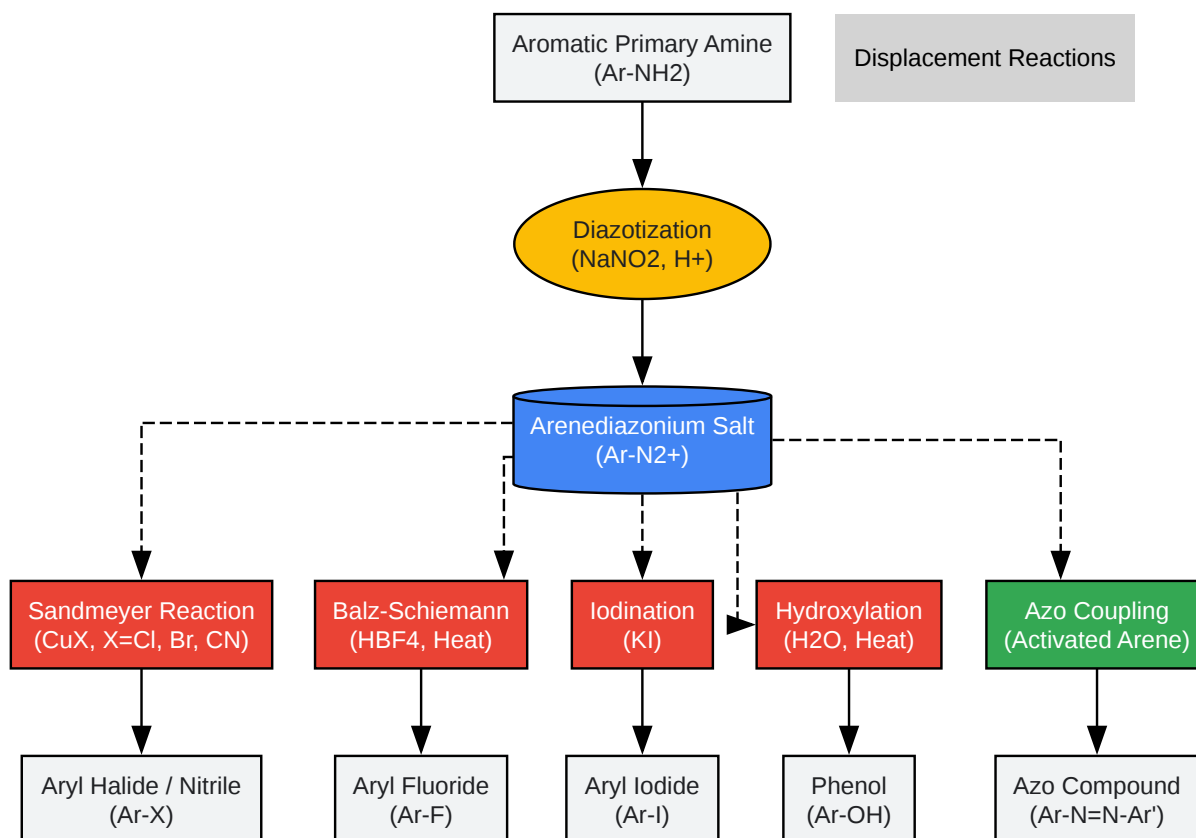 Aromatic Primary Amine
(Ar-NH2)
Displacement Reactions
Diazotization
(NaNO2, H+)
Arenediazonium Salt
(Ar-N2+)
Sandmeyer Reaction
(CuX, X=Cl, Br, CN)
Balz-Schiemann
(HBF4, Heat)
Iodination
(KI)
Hydroxylation
(H2O, Heat)
Azo Coupling
(Activated Arene)
Aryl Halide / Nitrile
(Ar-X)
Aryl Fluoride
(Ar-F)
Aryl Iodide
(Ar-I)
Phenol
(Ar-OH)
Azo Compound
(Ar-N=N-Ar')